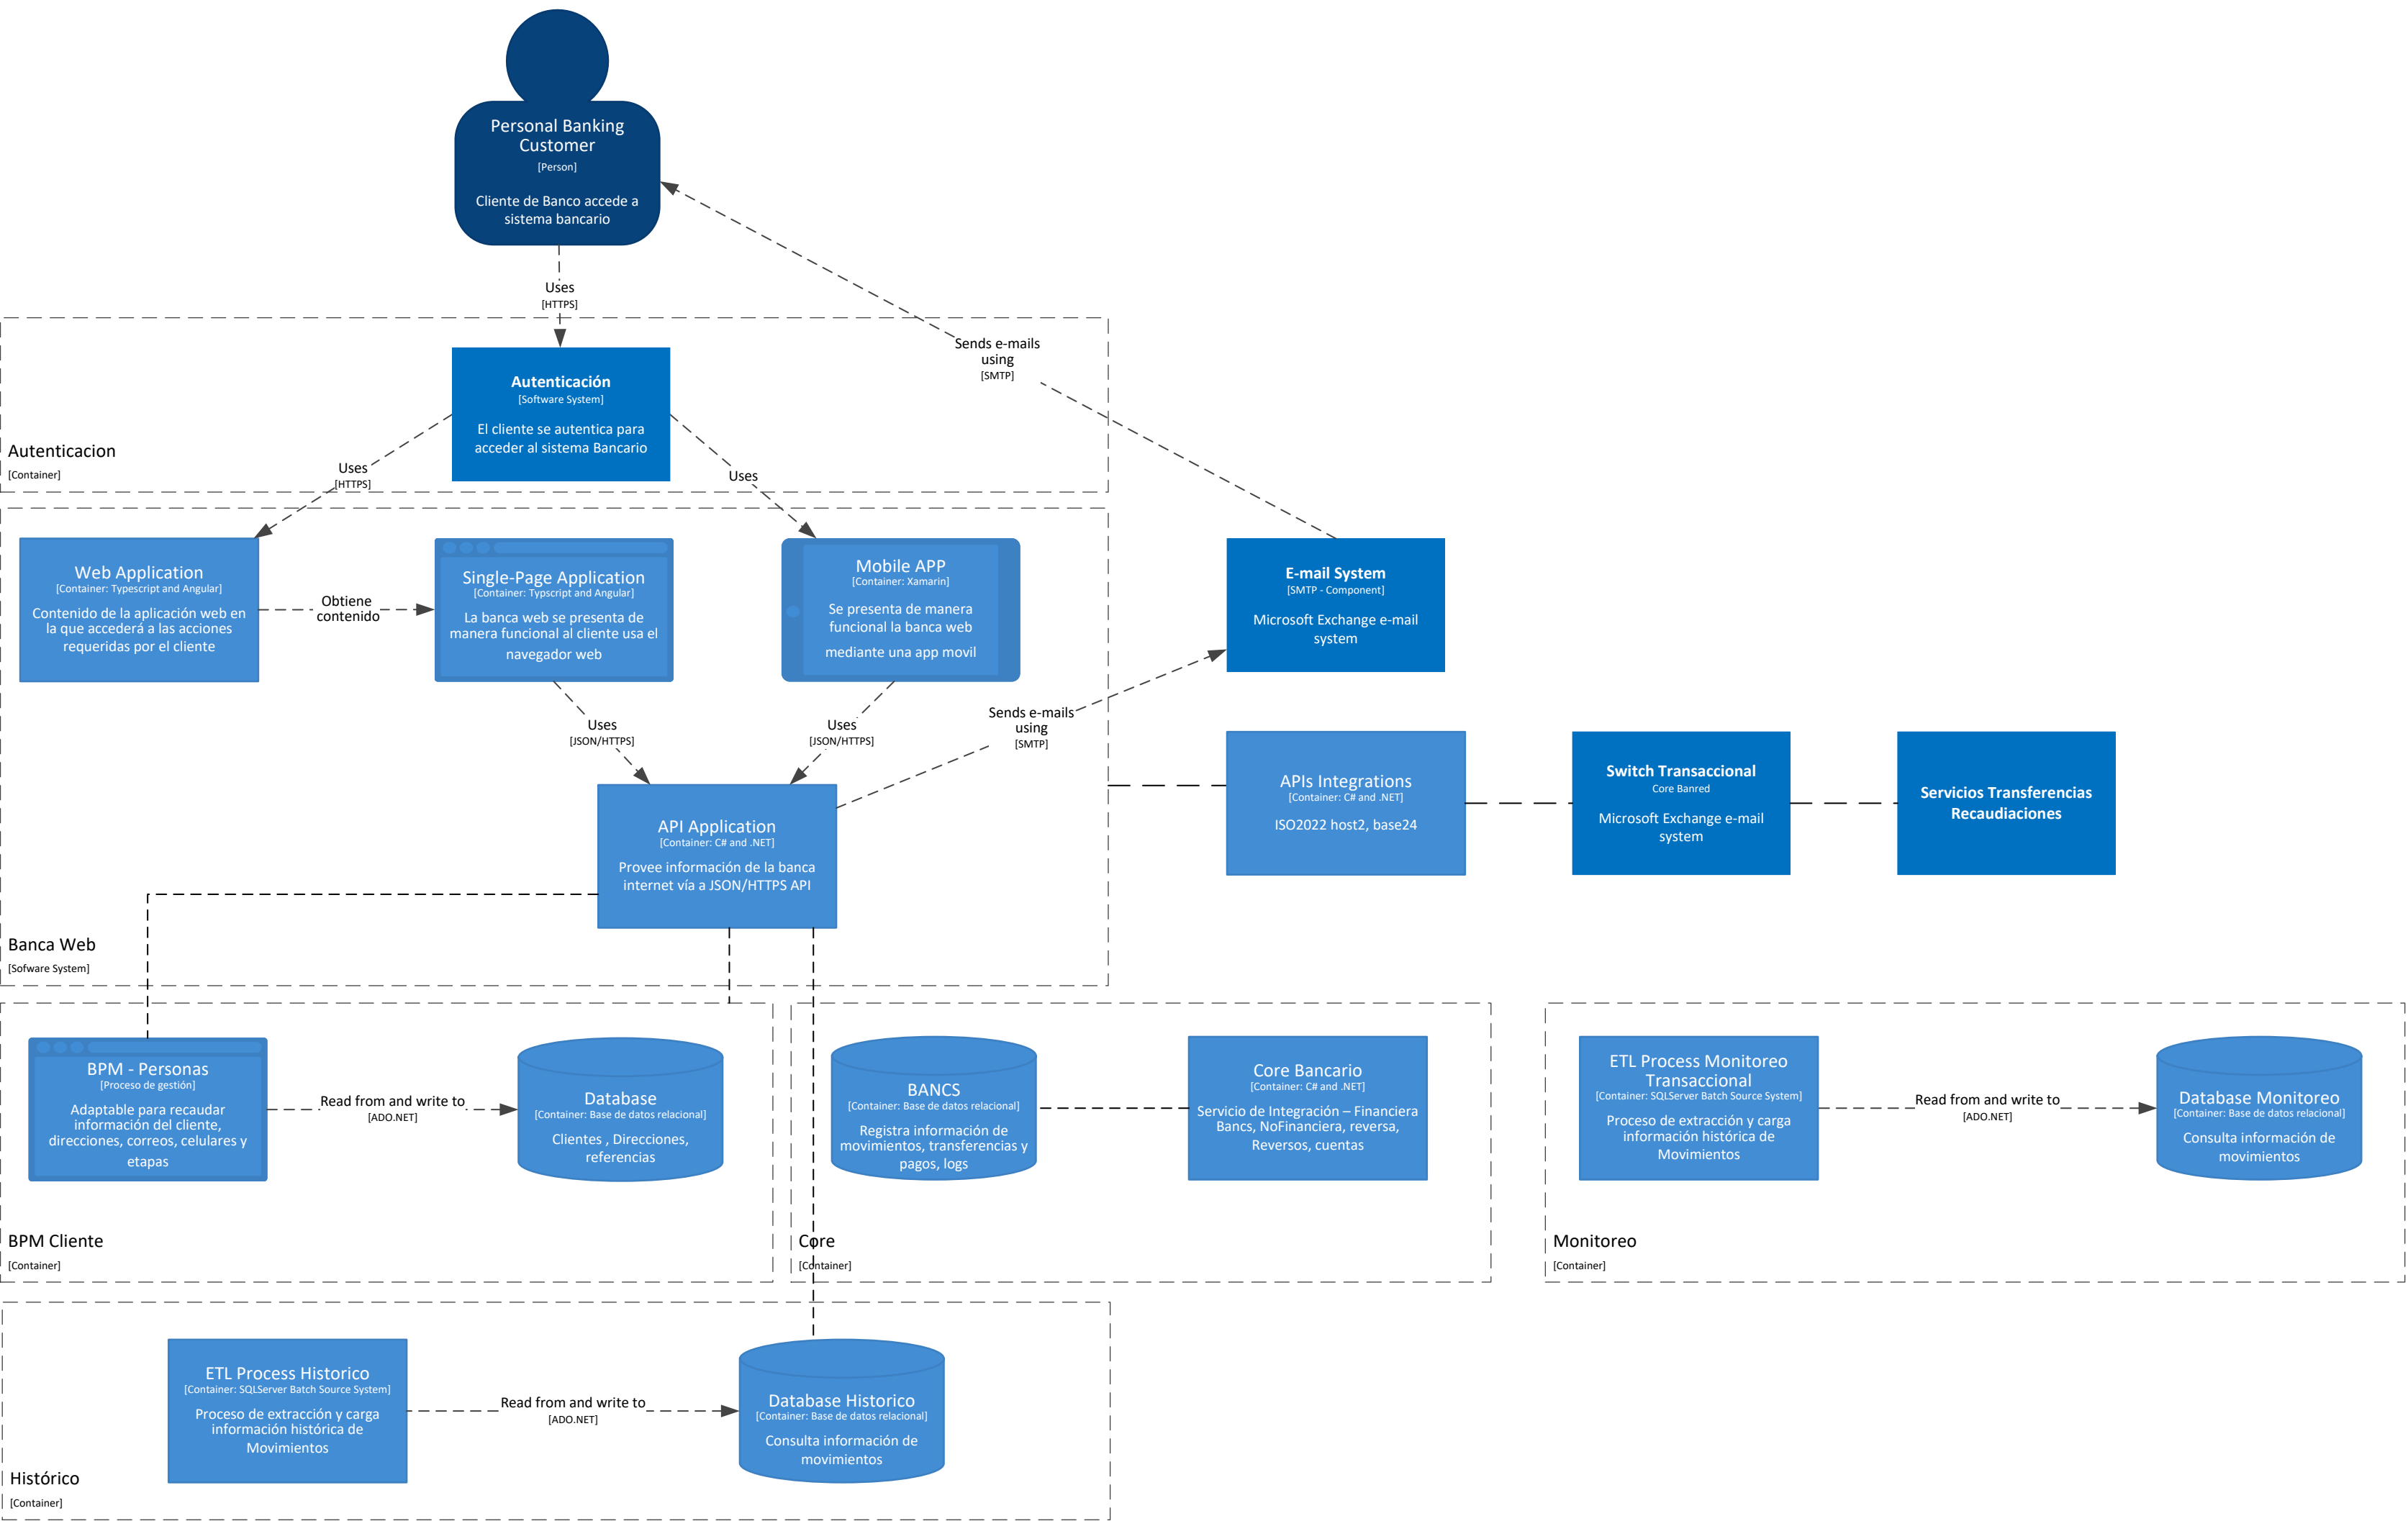 Personal Banking
Customer
[Person]
Cliente de Banco accede a
sistema bancario
Uses
[HTTPS]
Sends e-mails
using
[SMTP]
Autenticación
[Software System]
El cliente se autentica para
acceder al sistema Bancario
Autenticacion
[Container]
Uses
[HTTPS]
Uses
Web Application
[Container: Typescript and Angular]
Contenido de la aplicación web en
la que accederá a las acciones
requeridas por el cliente
Obtiene
contenido
Single-Page Application
[Container: Typscript and Angular]
La banca web se presenta de
manera funcional al cliente usa el
navegador web
Mobile APP
[Container: Xamarin]
Se presenta de manera
funcional la banca web
mediante una app movil
E-mail System
[SMTP - Component]
Microsoft Exchange e-mail
system
Uses
[JSON/HTTPS]
Uses
[JSON/HTTPS]
Sends e-mails
using
[SMTP]
API Application
[Container: C# and .NET]
Provee información de la banca
internet vía a JSON/HTTPS API
APIs Integrations
[Container: C# and .NET]
ISO2022 host2, base24
Switch Transaccional
Core Banred
Microsoft Exchange e-mail
system
Servicios Transferencias
Recaudiaciones
Banca Web
[Sofware System]
BPM - Personas
[Proceso de gestión]
Adaptable para recaudar
información del cliente,
direcciones, correos, celulares y
etapas
Read from and write to
[ADO.NET]
Database
[Container: Base de datos relacional]
Clientes , Direcciones,
referencias
BPM Cliente
[Container]
BANCS
[Container: Base de datos relacional]
Registra información de
movimientos, transferencias y
pagos, logs
Core Bancario
[Container: C# and .NET]
Servicio de Integración – Financiera
Bancs, NoFinanciera, reversa,
Reversos, cuentas
Core
[Container]
ETL Process Monitoreo
Transaccional
[Container: SQLServer Batch Source System]
Proceso de extracción y carga
información histórica de
Movimientos
Read from and write to
[ADO.NET]
Database Monitoreo
[Container: Base de datos relacional]
Consulta información de
movimientos
Monitoreo
[Container]
ETL Process Historico
[Container: SQLServer Batch Source System]
Proceso de extracción y carga
información histórica de
Movimientos
Read from and write to
[ADO.NET]
Database Historico
[Container: Base de datos relacional]
Consulta información de
movimientos
Histórico
[Container]